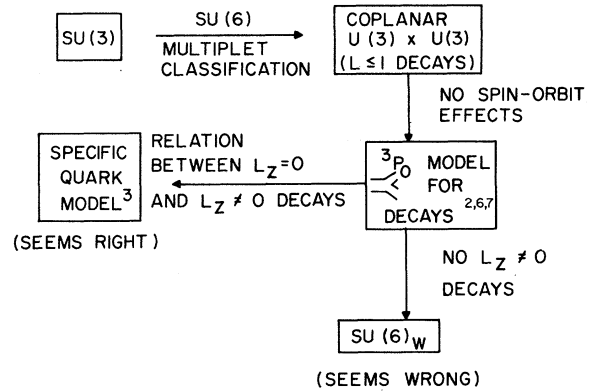 SU(3)
SU(6)
MULTIPLET
CLASSIFICATION
COPLANAR
U(3) x U(3)
(L ≤ 1 DECAYS)
NO SPIN-ORBIT
EFFECTS
³P₀ MODEL
FOR
DECAYS 2,6,7
RELATION
BETWEEN L_Z=0
AND L_Z ≠ 0 DECAYS
SPECIFIC
QUARK
MODEL³
(SEEMS RIGHT)
NO L_Z ≠ 0
DECAYS
SU(6)_W
(SEEMS WRONG)